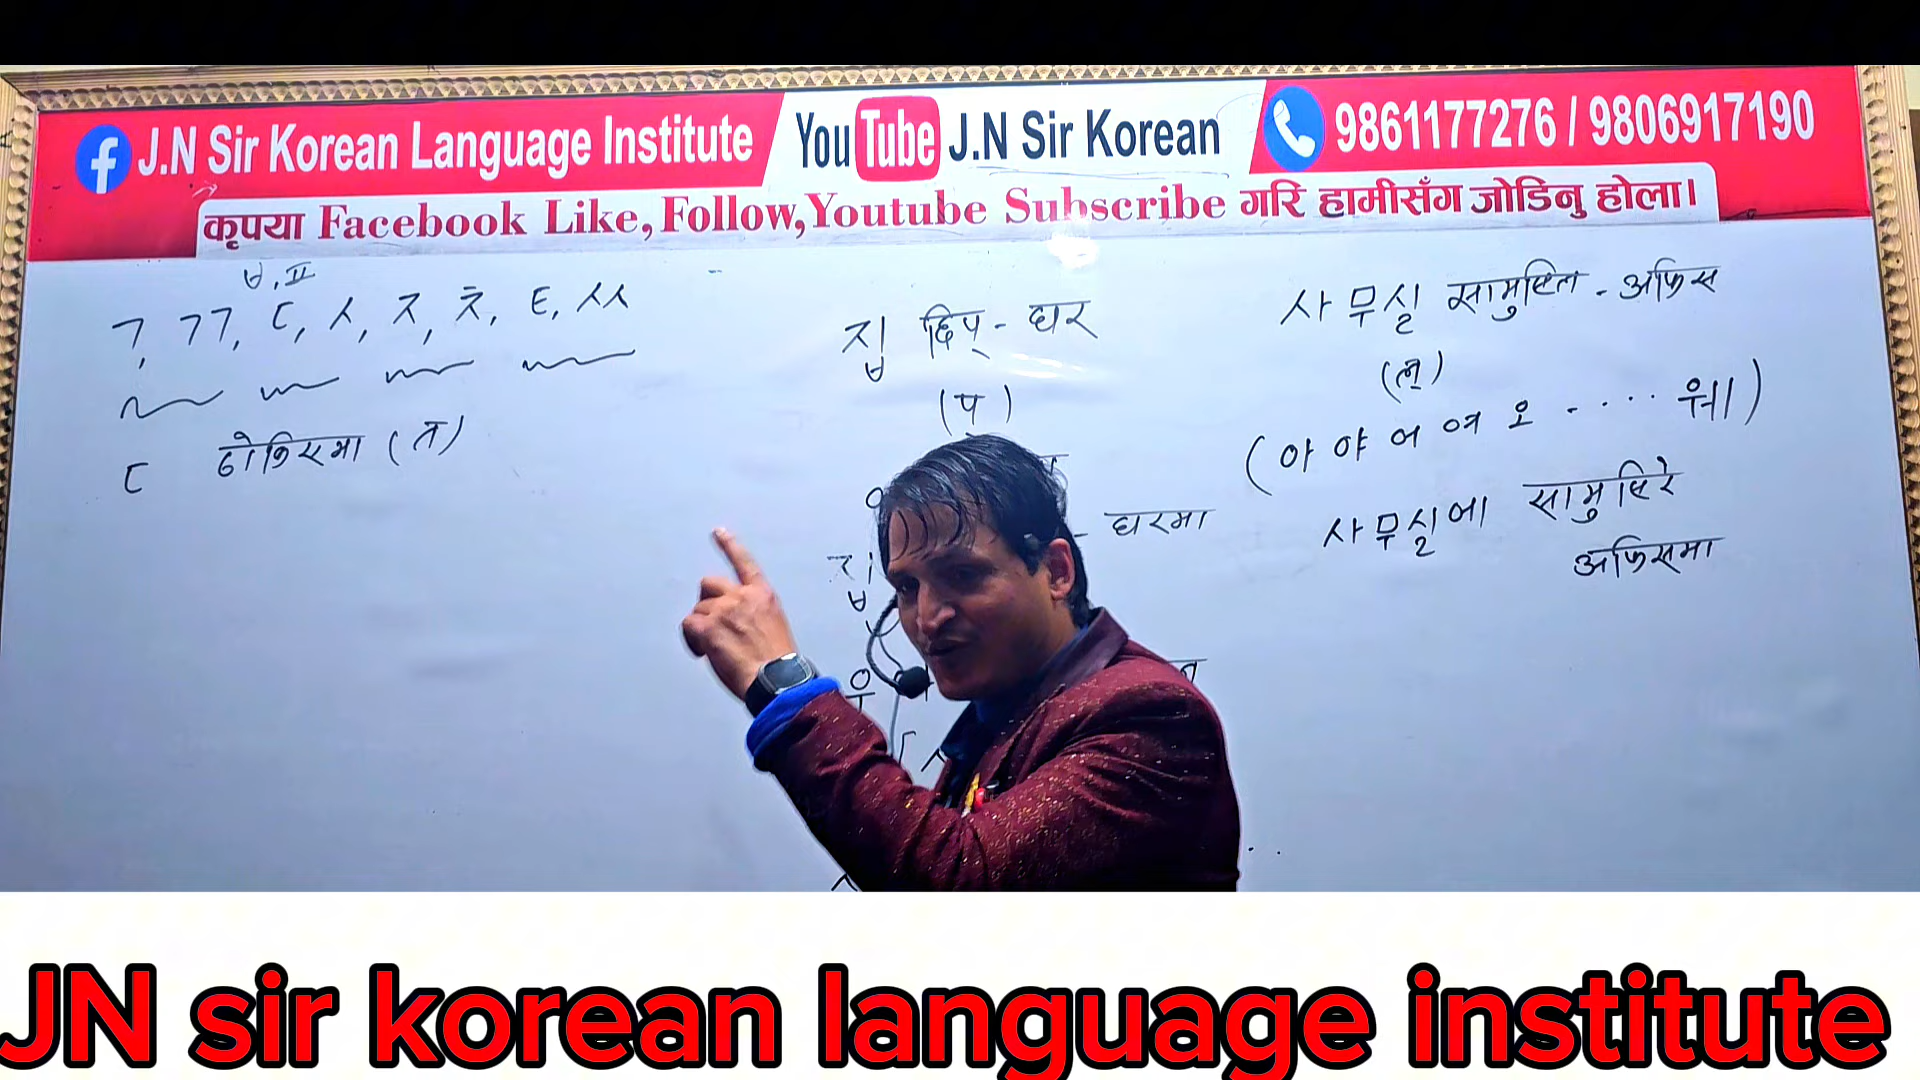 J.N Sir Korean Language Institute YouTube J.N Sir Korean 9861177276 / 9806917190
कृपया Facebook Like, Follow, Youtube Subscribe गरि हामीसँग जोडिनु होला।
ㅂ, ㅍ
ㄱ, ㄲ, ㄷ, ㅅ, ㅈ, ㅊ, ㅌ, ㅆ
ㄷ (त)
집 छिप् - घर
(प्)
घरमा
사무실 सामुसिल - अफिस
(ल्)
(아 야 어 여 오 - .... 위)
사무실에 सामुसिरे
अफिसमा
JN sir korean language institute